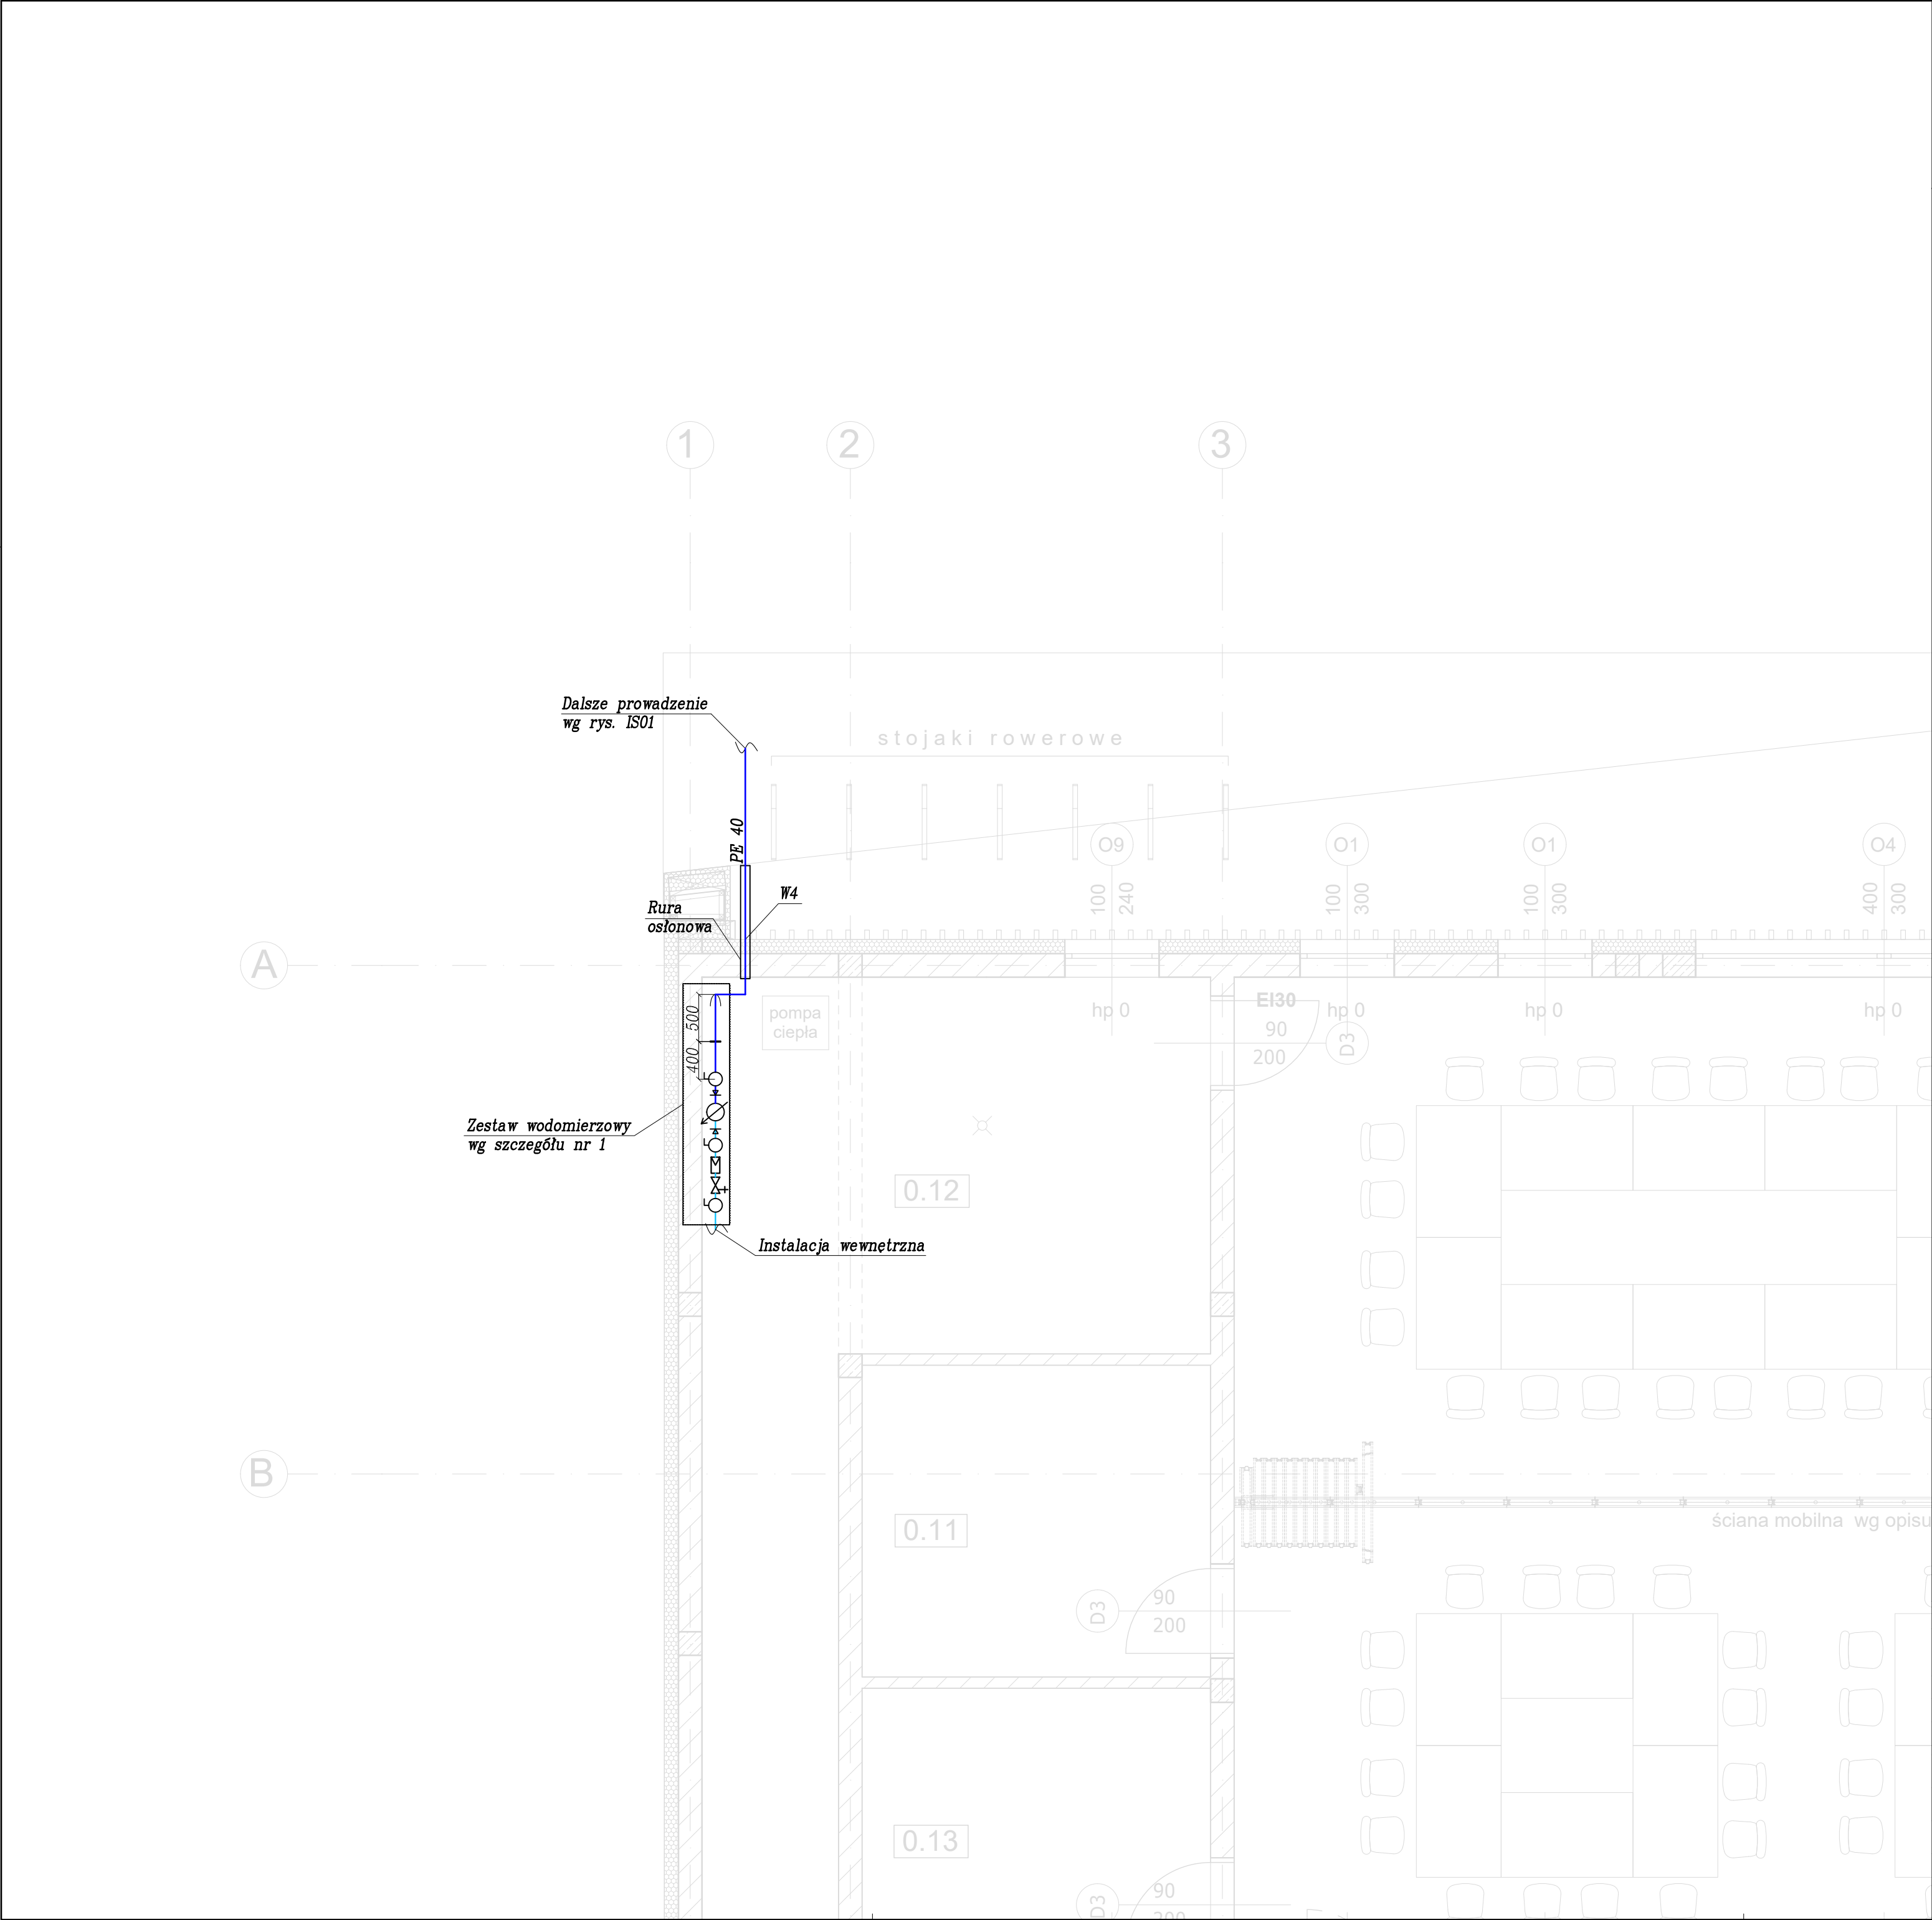 1
2
3
Dalsze prowadzenie
wg rys. IS01
stojaki rowerowe
PE 40
O9
O1
O1
O4
W4
Rura
osłonowa
100
240
100
300
100
300
400
300
A
pompa
ciepła
hp 0
EI30
90
200
D3
hp 0
hp 0
hp 0
500
400
Zestaw wodomierzowy
wg szczegółu nr 1
0.12
Instalacja wewnętrzna
B
0.11
ściana mobilna wg opisu
D3
90
200
0.13
D3
90
200